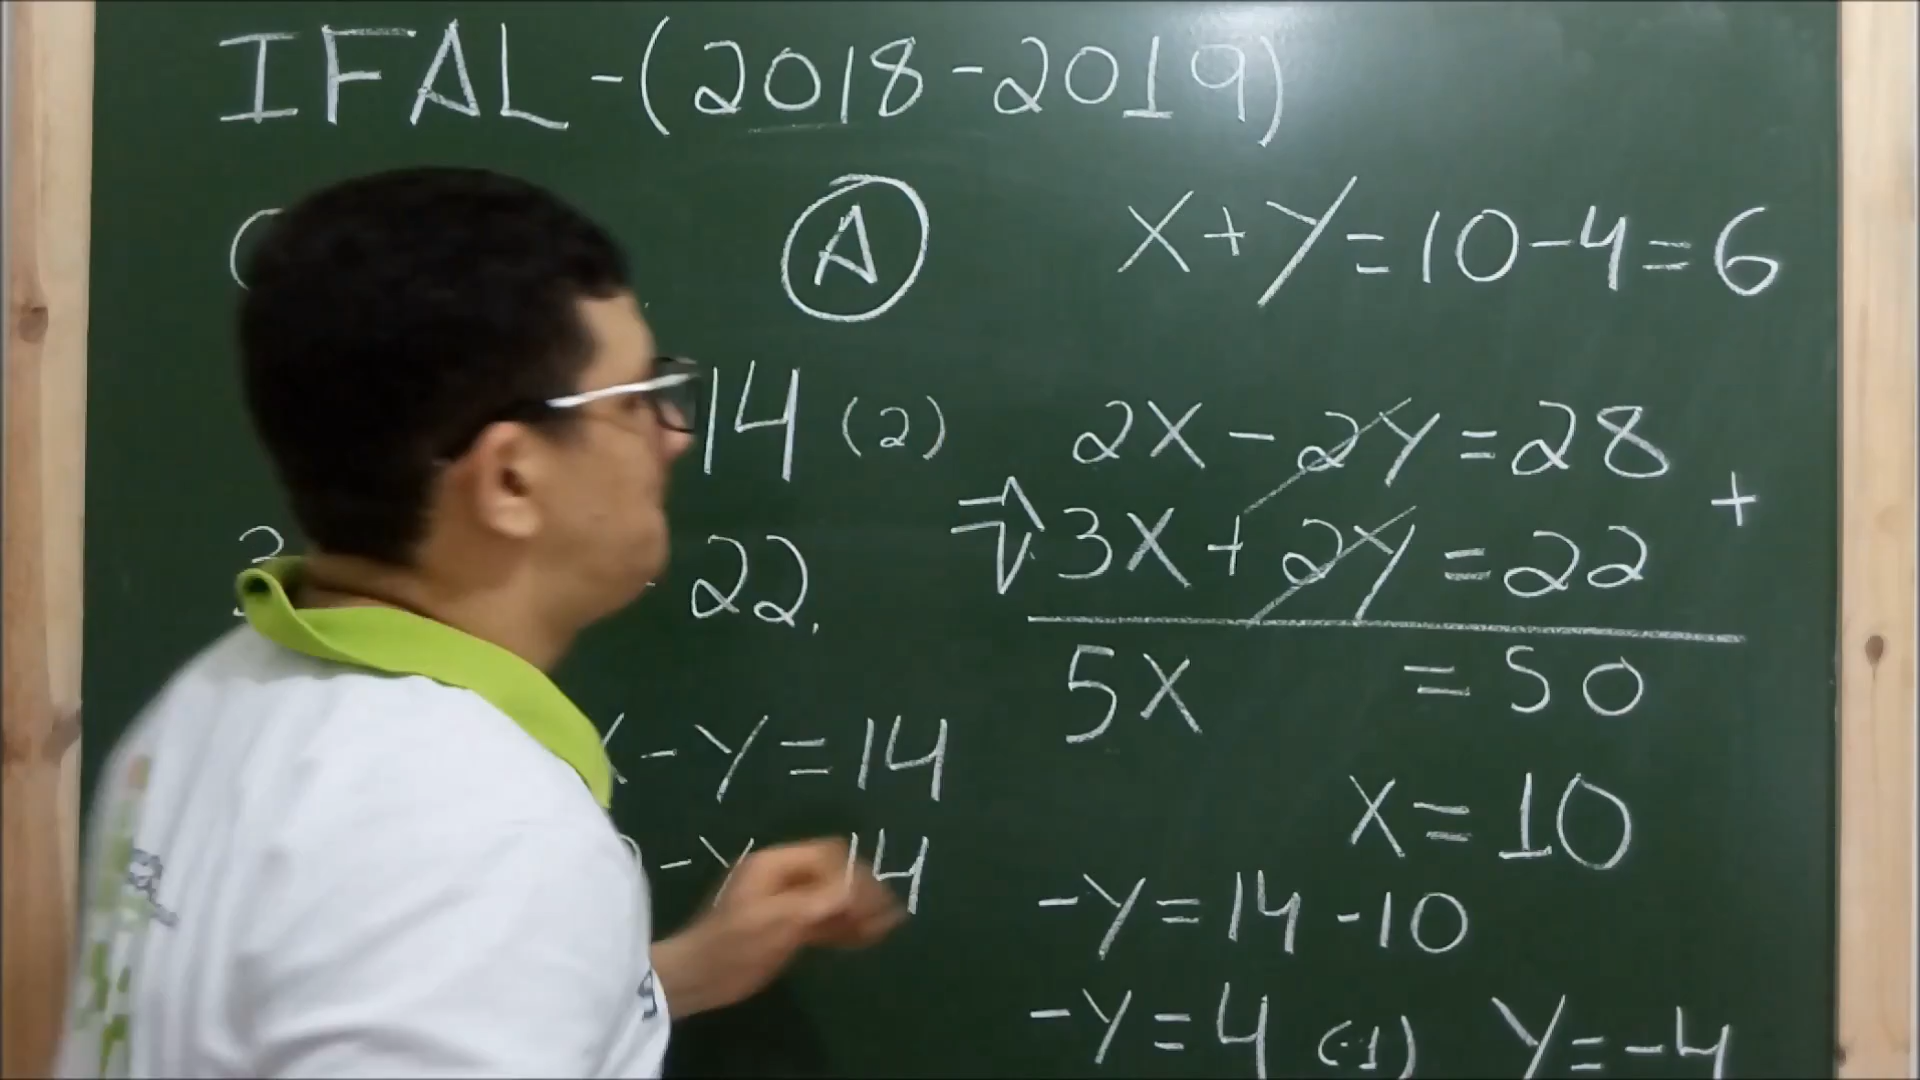 IFAL - (2018-2019)
A
X + Y = 10 - 4 = 6
14 (2)
22.
2X - 2Y = 28
⇒ 3X + 2Y = 22 +
5X = 50
X - Y = 14
- Y 14
X = 10
-Y = 14 - 10
-Y = 4 (-1) Y = -4